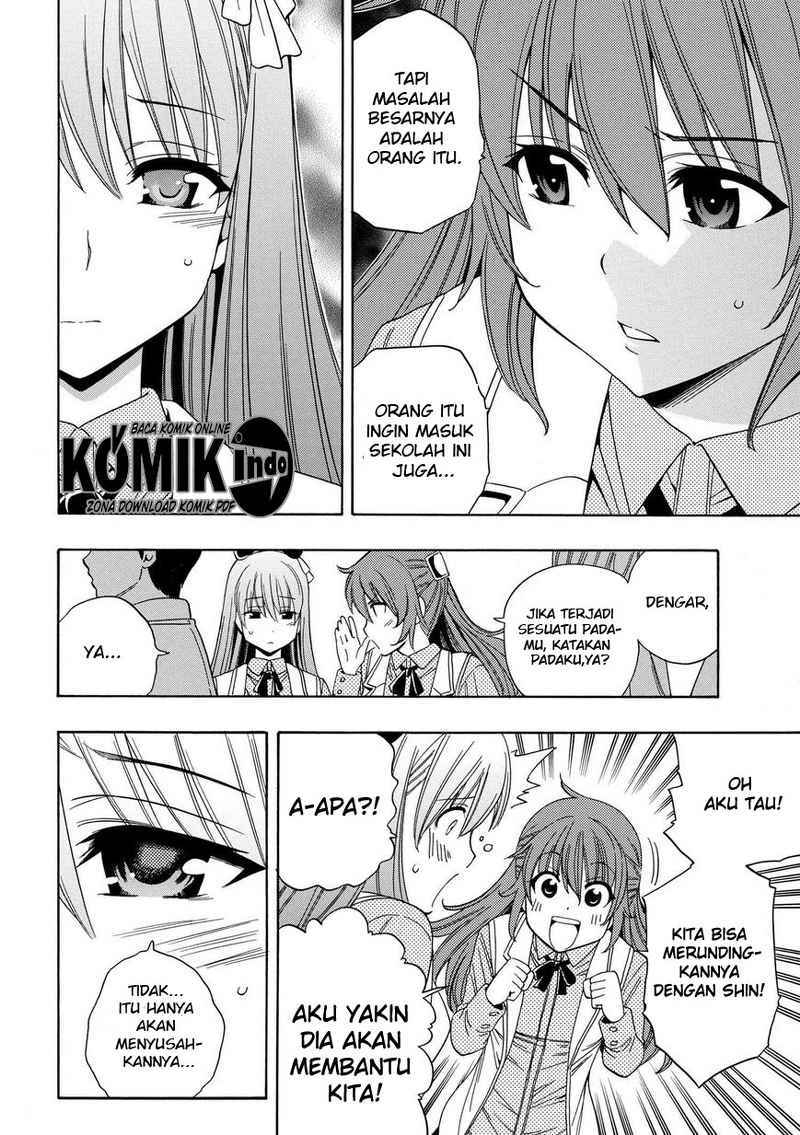 TAPI
MASALAH
BESARNYA
ADALAH
ORANG ITU.
ORANG ITU
INGIN MASUK
SEKOLAH INI
JUGA...
BACA KOMIK ONLINE
KOMIK Indo
ZONA DOWNLOAD KOMIK PDF
DENGAR,
JIKA TERJADI
SESUATU PADA-
MU, KATAKAN
PADAKU,YA?
YA...
OH
AKU TAU!
KITA BISA
MERUNDING-
KANNYA
DENGAN SHIN!
A-APA?!
AKU YAKIN
DIA AKAN
MEMBANTU
KITA!
TIDAK...
ITU HANYA
AKAN
MENYUSAH-
KANNYA...